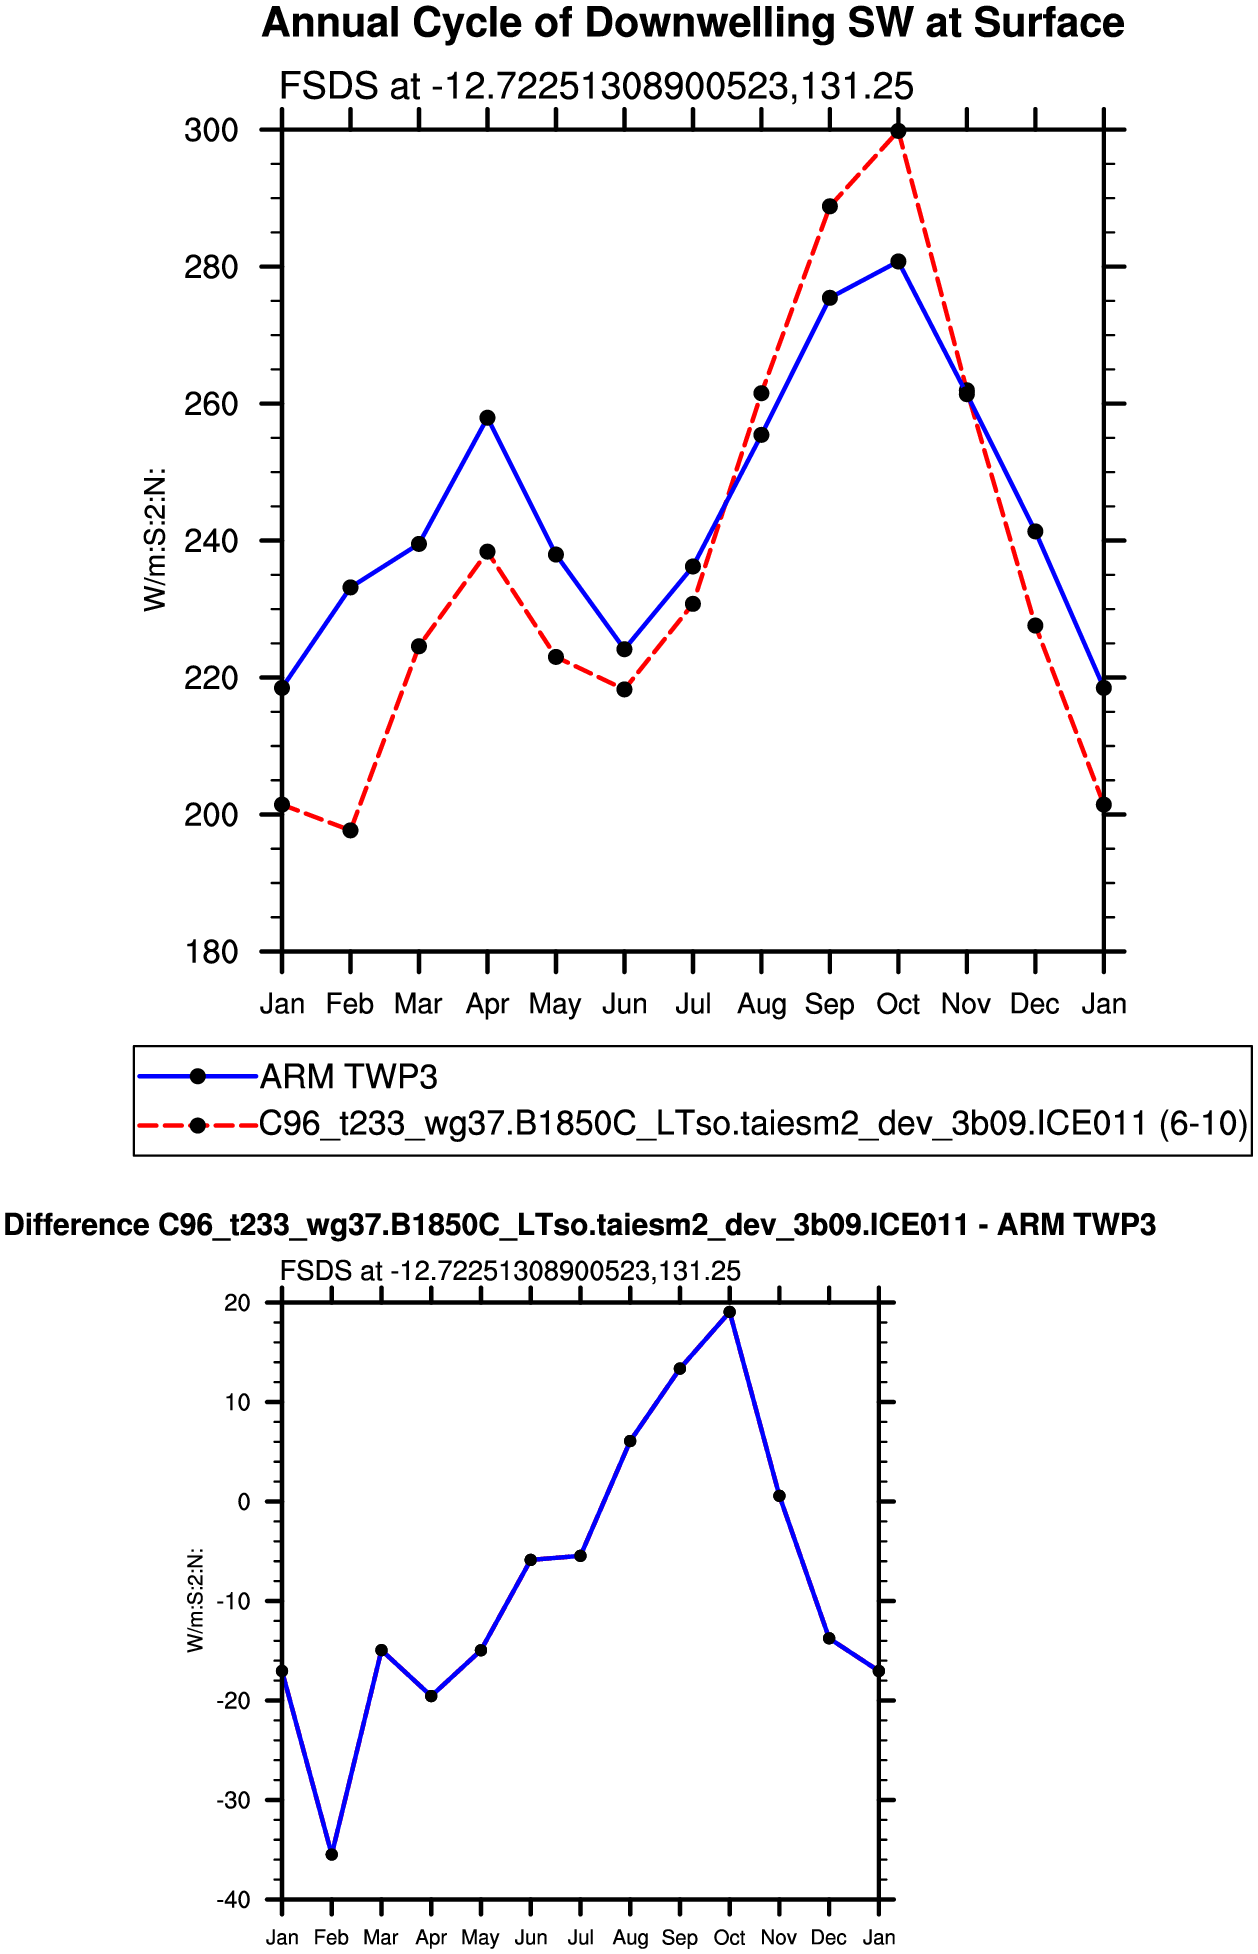 Annual Cycle of Downwelling SW at Surface
FSDS at -12.72251308900523,131.25
300
280
260
240
220
200
180
W/m:S:2:N:
Jan Feb Mar Apr May Jun Jul Aug Sep Oct Nov Dec Jan
ARM TWP3
C96_t233_wg37.B1850C_LTso.taiesm2_dev_3b09.ICE011 (6-10)
Difference C96_t233_wg37.B1850C_LTso.taiesm2_dev_3b09.ICE011 - ARM TWP3
FSDS at -12.72251308900523,131.25
20
10
0
-10
-20
-30
-40
W/m:S:2:N:
Jan Feb Mar Apr May Jun Jul Aug Sep Oct Nov Dec Jan